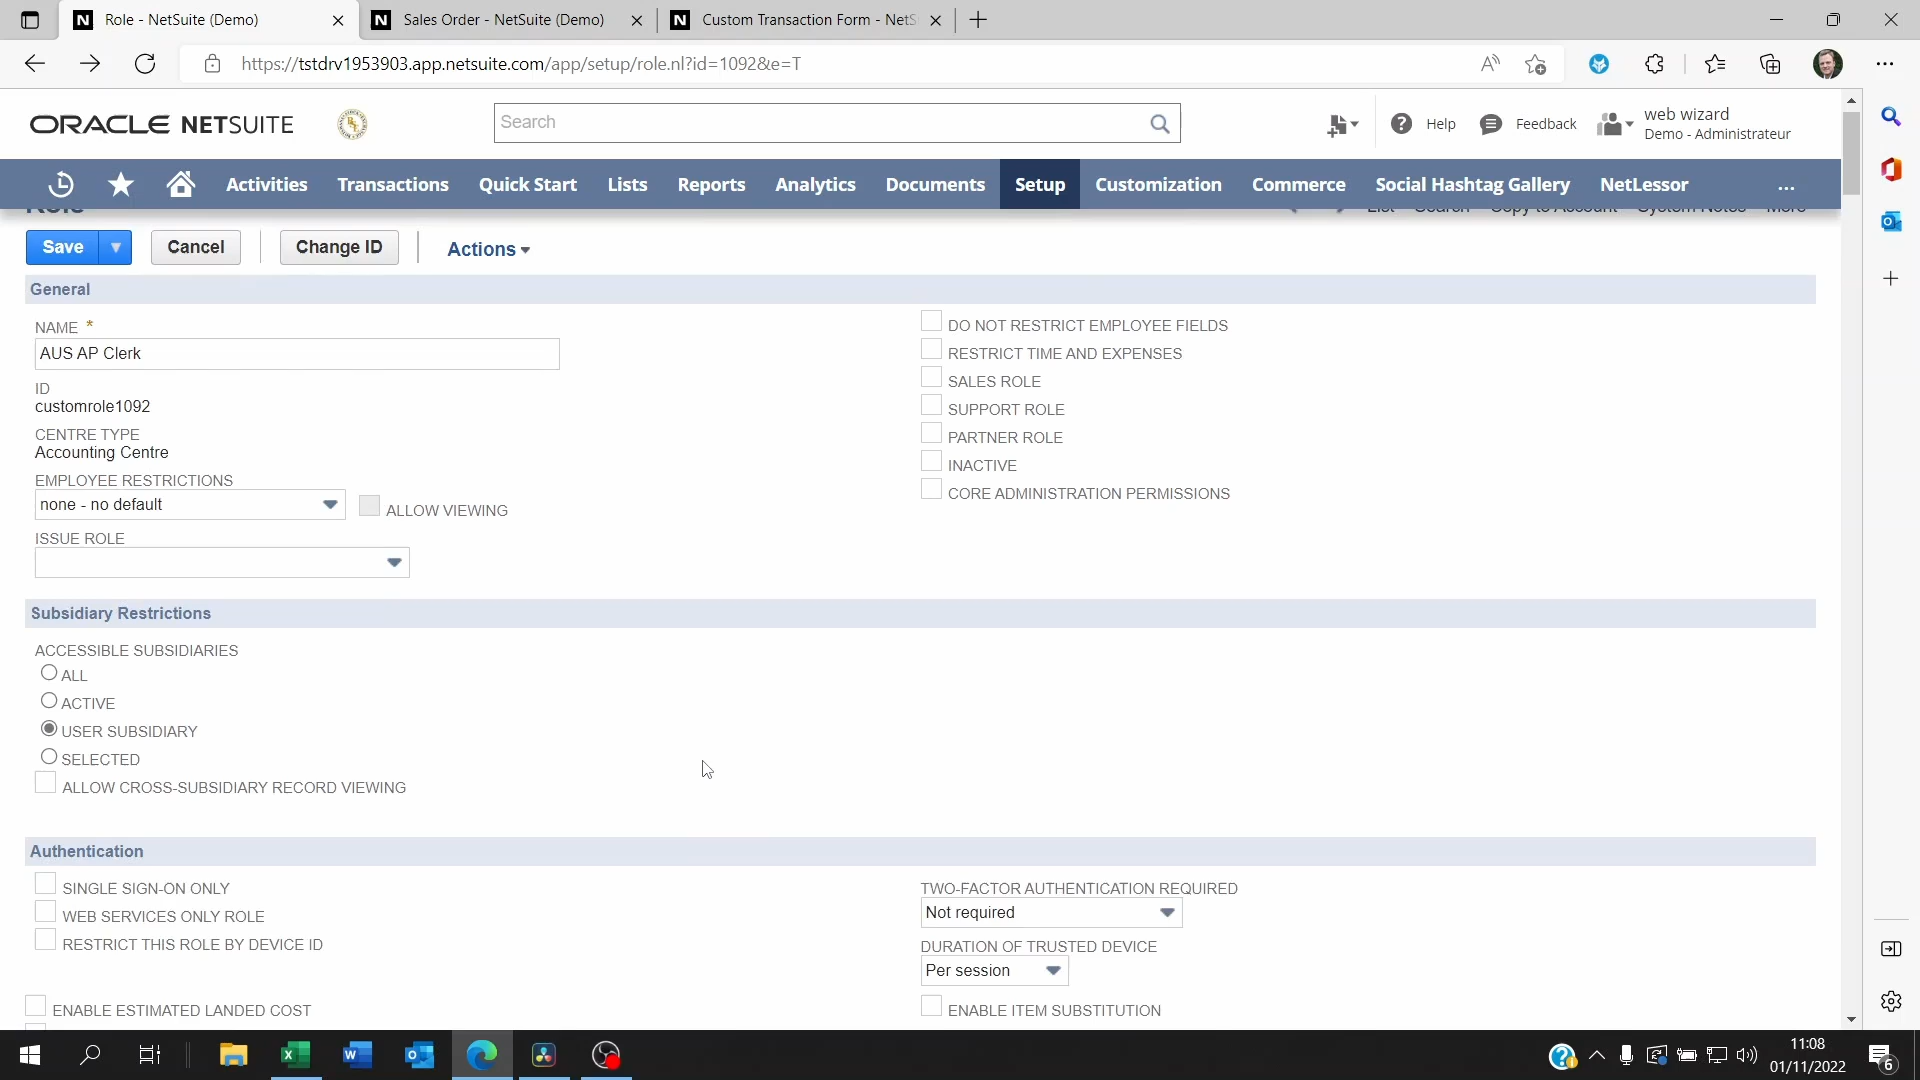 Role - NetSuite (Demo)
Sales Order - NetSuite (Demo)
Custom Transaction Form - NetS
https://tstdrv1953903.app.netsuite.com/app/setup/role.nl?id=1092&e=T
ORACLE NETSUITE
Search
Help
Feedback
web wizard
Demo - Administrateur
Activities
Transactions
Quick Start
Lists
Reports
Analytics
Documents
Setup
Customization
Commerce
Social Hashtag Gallery
NetLessor
...
Role
List Search Copy to Account System Notes More
Save
Cancel
Change ID
Actions
General
NAME *
AUS AP Clerk
ID
customrole1092
CENTRE TYPE
Accounting Centre
EMPLOYEE RESTRICTIONS
none - no default
ALLOW VIEWING
ISSUE ROLE
DO NOT RESTRICT EMPLOYEE FIELDS
RESTRICT TIME AND EXPENSES
SALES ROLE
SUPPORT ROLE
PARTNER ROLE
INACTIVE
CORE ADMINISTRATION PERMISSIONS
Subsidiary Restrictions
ACCESSIBLE SUBSIDIARIES
ALL
ACTIVE
USER SUBSIDIARY
SELECTED
ALLOW CROSS-SUBSIDIARY RECORD VIEWING
Authentication
SINGLE SIGN-ON ONLY
WEB SERVICES ONLY ROLE
RESTRICT THIS ROLE BY DEVICE ID
TWO-FACTOR AUTHENTICATION REQUIRED
Not required
DURATION OF TRUSTED DEVICE
Per session
ENABLE ESTIMATED LANDED COST
ENABLE ITEM SUBSTITUTION
11:08
01/11/2022
6